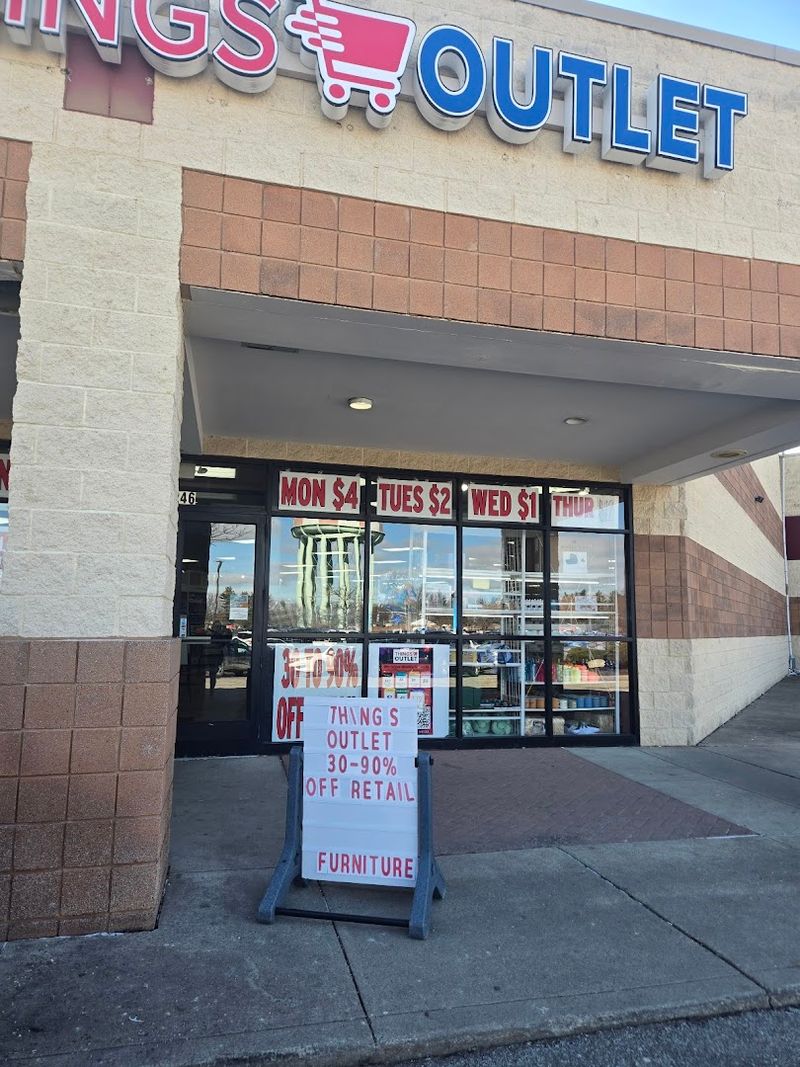 INGS OUTLET
46
MON $4 TUES $2 WED $1 THUR
N
30 TO 90%
OFF
THINGS
OUTLET
THINGS
OUTLET
30-90%
OFF RETAIL
FURNITURE